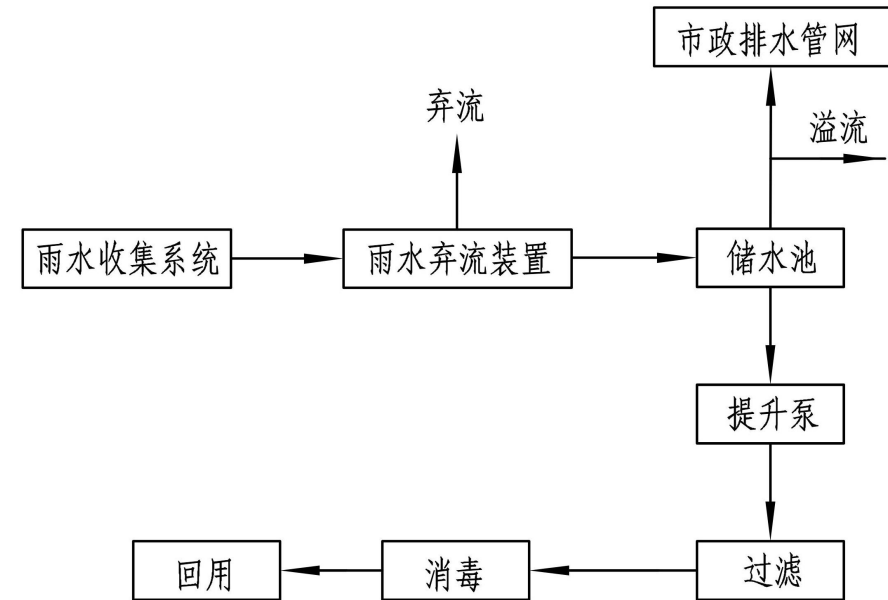 市政排水管网
弃流
溢流
雨水收集系统
雨水弃流装置
储水池
提升泵
回用
消毒
过滤